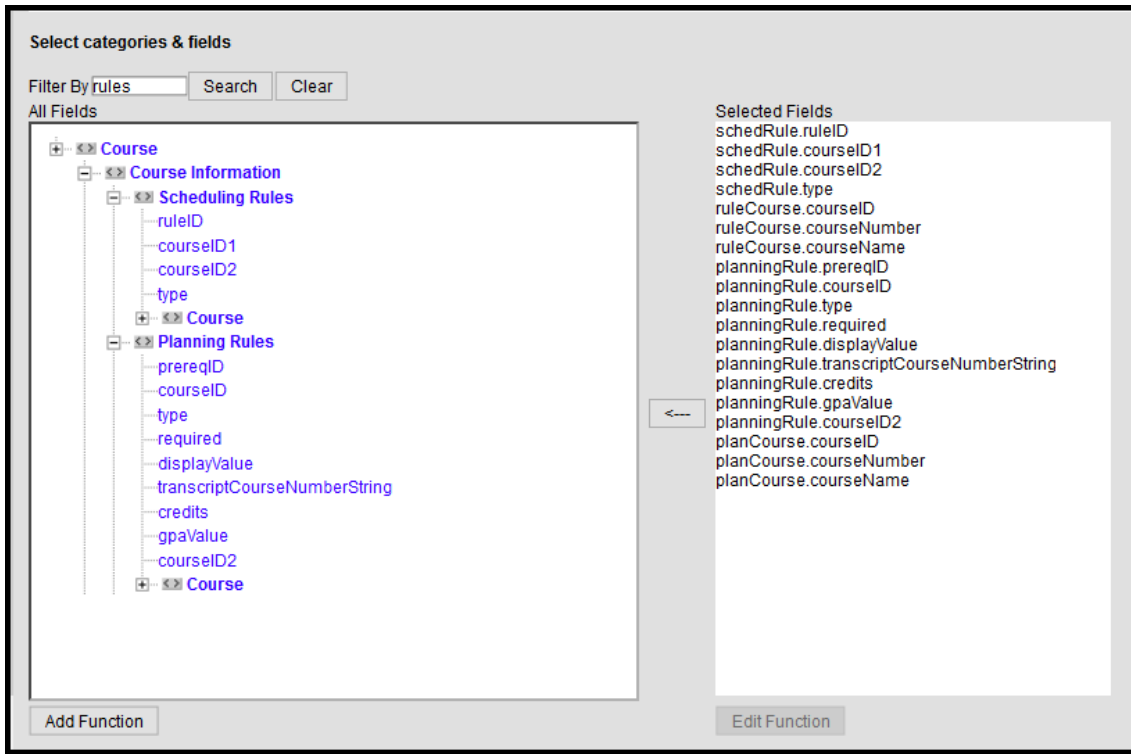 Select categories & fields
Filter By rules Search Clear
All Fields
Course
Course Information
Scheduling Rules
ruleID
courseID1
courseID2
type
Course
Planning Rules
prereqID
courseID
type
required
displayValue
transcriptCourseNumberString
credits
gpaValue
courseID2
Course
Add Function
<---
Selected Fields
schedRule.ruleID
schedRule.courseID1
schedRule.courseID2
schedRule.type
ruleCourse.courseID
ruleCourse.courseNumber
ruleCourse.courseName
planningRule.prereqID
planningRule.courseID
planningRule.type
planningRule.required
planningRule.displayValue
planningRule.transcriptCourseNumberString
planningRule.credits
planningRule.gpaValue
planningRule.courseID2
planCourse.courseID
planCourse.courseNumber
planCourse.courseName
Edit Function